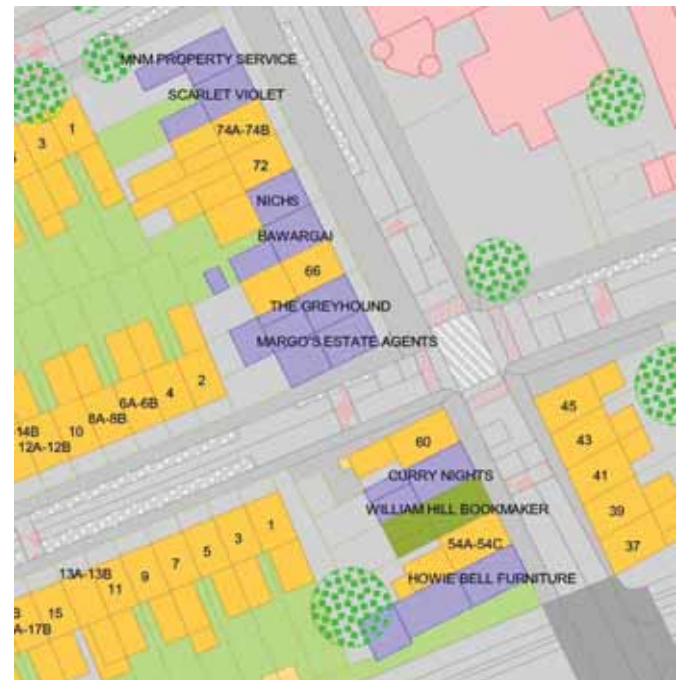 MNM PROPERTY SERVICE
SCARLET VIOLET
74A-74B
3
1
72
NICHS
BAWARGAI
66
THE GREYHOUND
MARGO'S ESTATE AGENTS
2
4
6A-6B
8A-8B
10
14B
12A-12B
45
60
43
CURRY NIGHTS
41
WILLIAM HILL BOOKMAKER
39
1
3
5
54A-54C
37
7
9
13A-13B
11
HOWIE BELL FURNITURE
15
A-17B